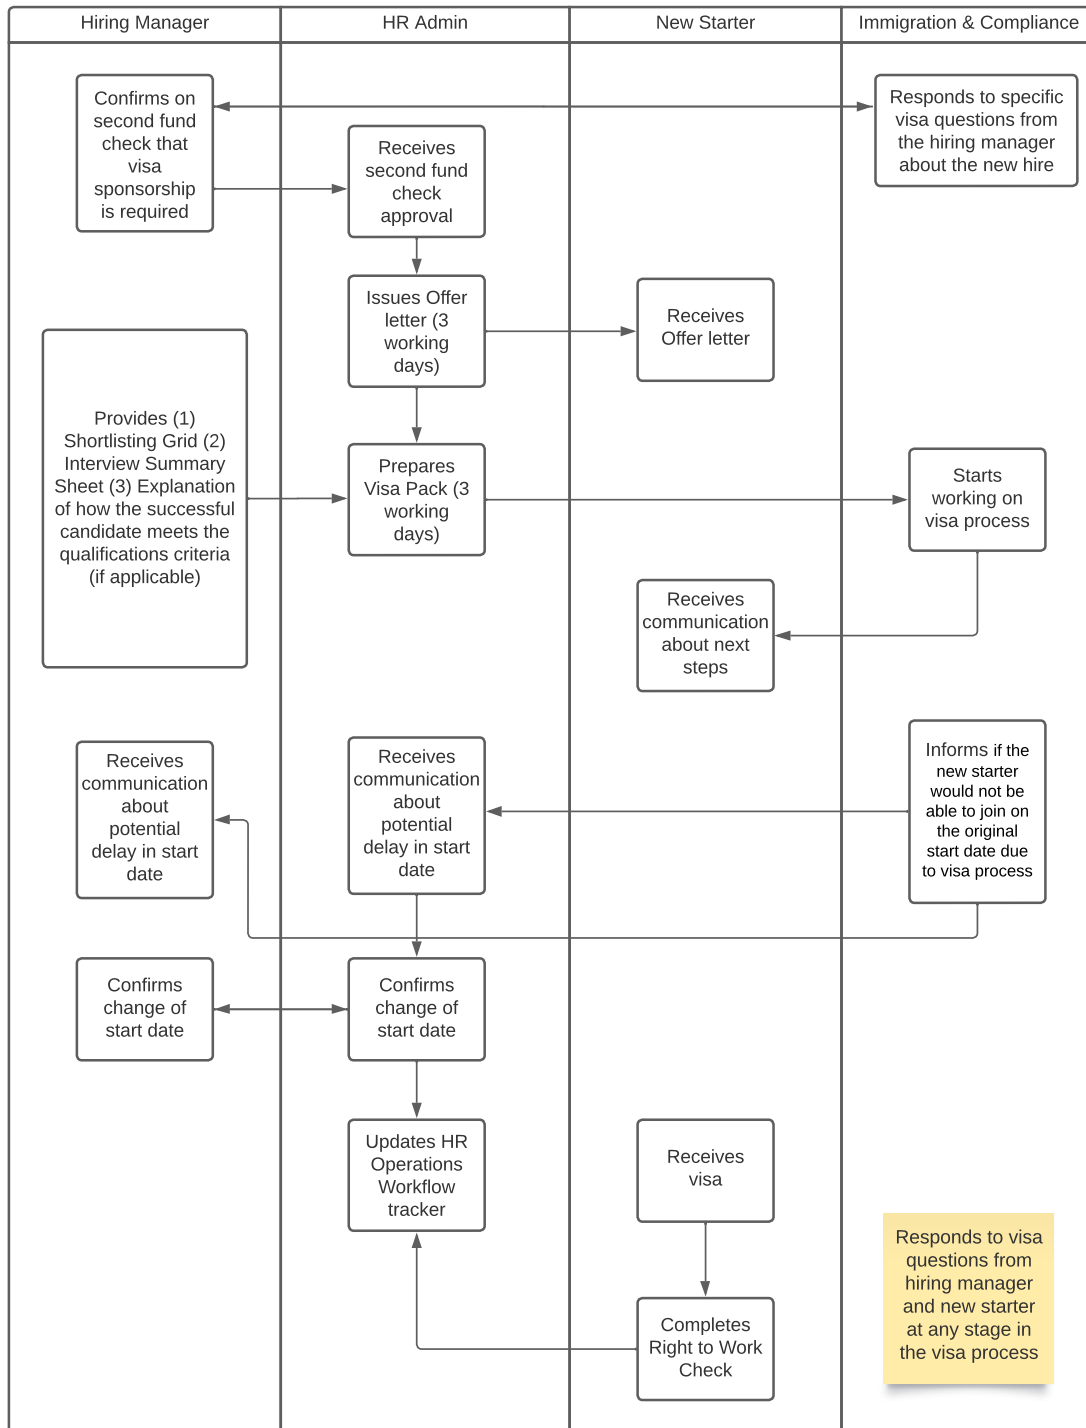 Hiring Manager
HR Admin
New Starter
Immigration & Compliance
Confirms on
second fund
check that
visa
sponsorship
is required
Responds to specific
visa questions from
the hiring manager
about the new hire
Receives
second fund
check
approval
Issues Offer
letter (3
working
days)
Receives
Offer letter
Provides (1)
Shortlisting Grid (2)
Interview Summary
Sheet (3) Explanation
of how the successful
candidate meets the
qualifications criteria
(if applicable)
Prepares
Visa Pack (3
working
days)
Starts
working on
visa process
Receives
communication
about next
steps
Receives
communication
about
potential
delay in start
date
Receives
communication
about
potential
delay in start
date
Informs if the
new starter
would not be
able to join on
the original
start date due
to visa process
Confirms
change of
start date
Confirms
change of
start date
Updates HR
Operations
Workflow
tracker
Receives
visa
Completes
Right to Work
Check
Responds to visa
questions from
hiring manager
and new starter
at any stage in
the visa process